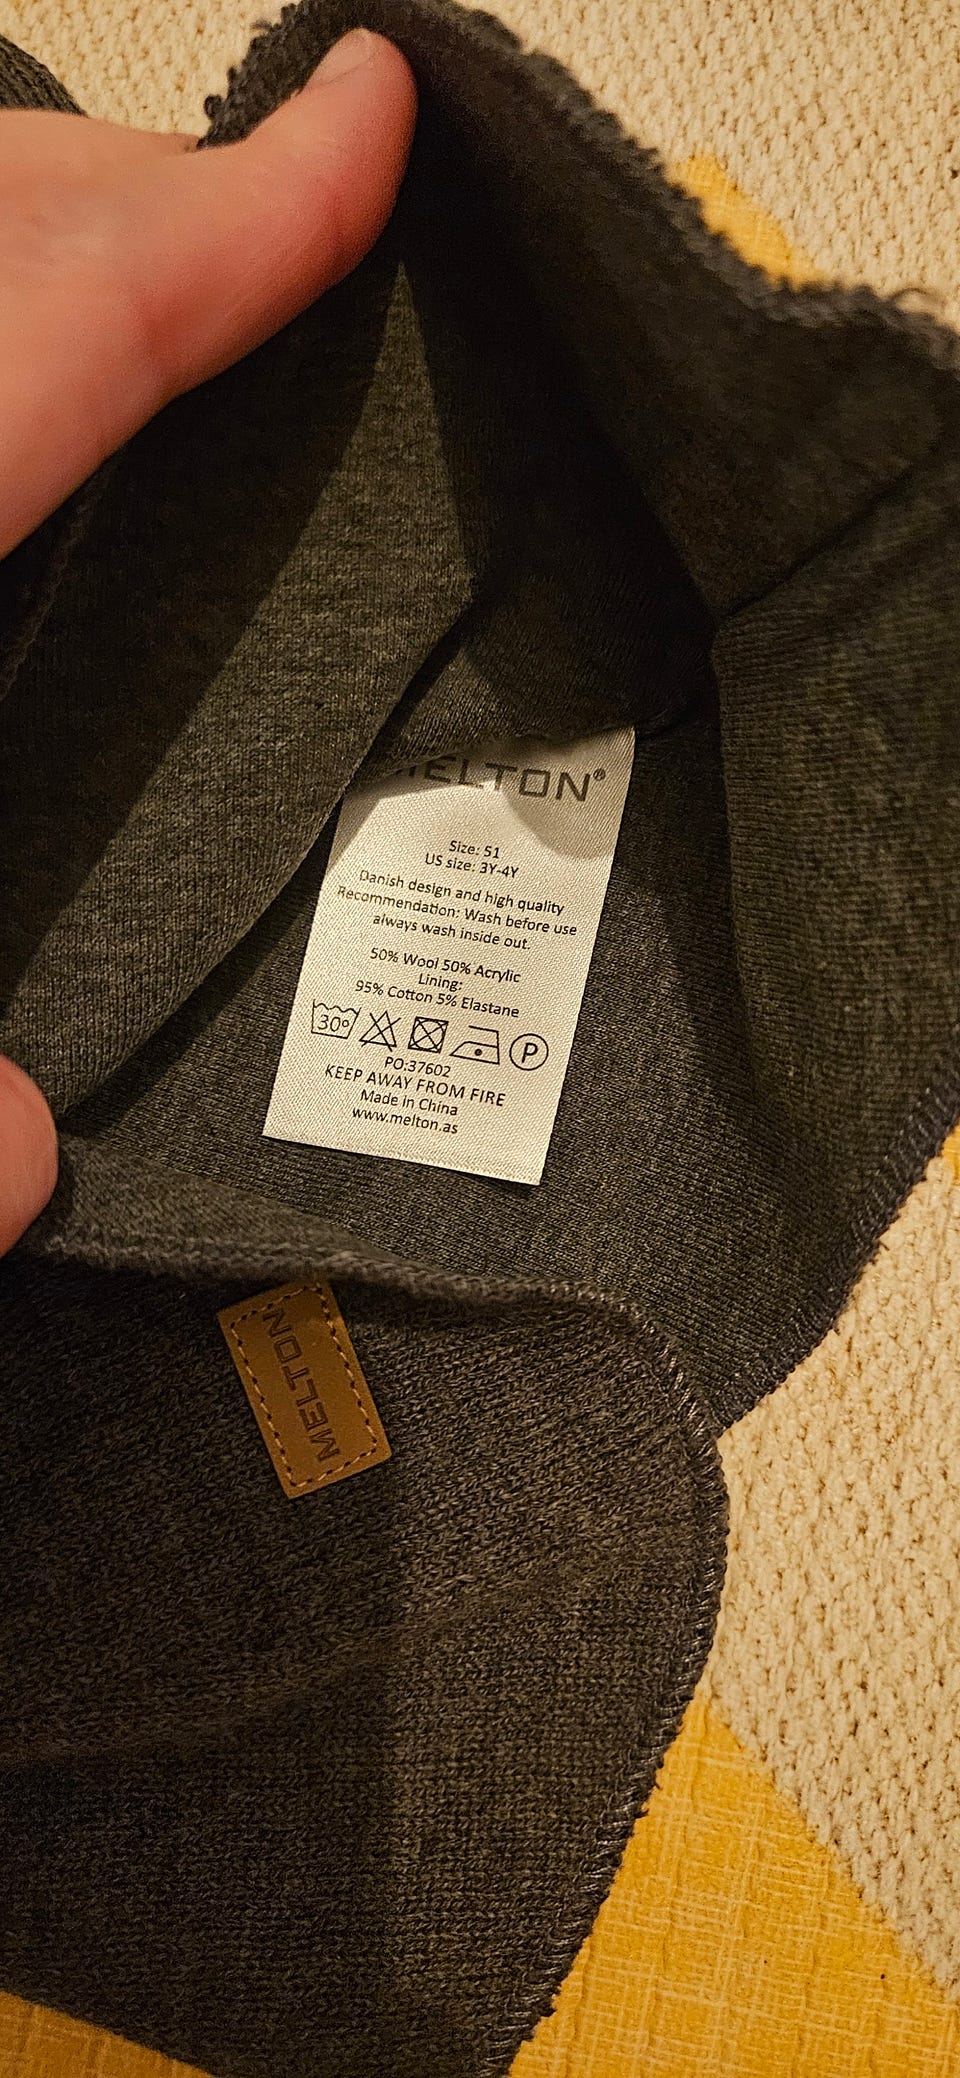 MELTON®
Size: 51
US size: 3Y-4Y
Danish design and high quality
Recommendation: Wash before use
always wash inside out.
50% Wool 50% Acrylic
Lining:
95% Cotton 5% Elastane
30° P
PO:37602
KEEP AWAY FROM FIRE
Made in China
www.melton.as
MELTON